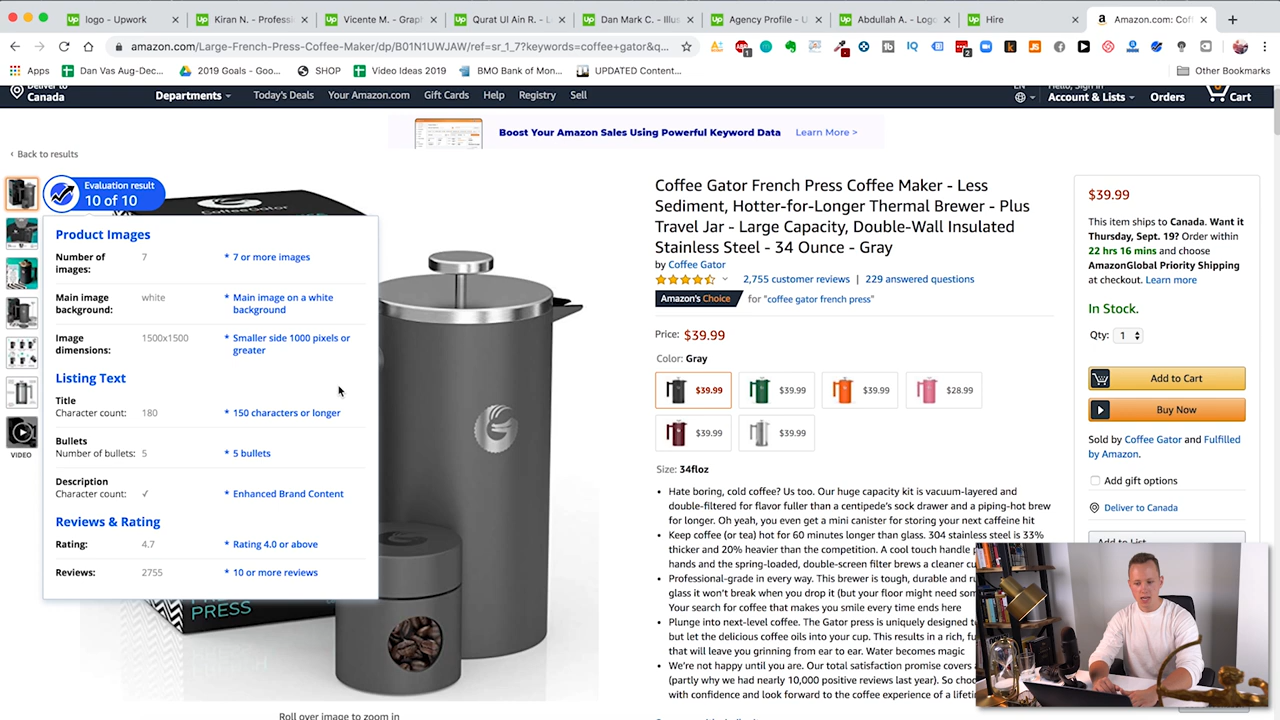 logo - Upwork
Kiran N. - Professi
Vicente M. - Grap
Qurat Ul Ain R. - L
Dan Mark C. - Illus
Agency Profile - U
Abdullah A. - Logo
Hire
Amazon.com: Cof
amazon.com/Large-French-Press-Coffee-Maker/dp/B01N1UWJAW/ref=sr_1_7?keywords=coffee+gator&q...
Apps
Dan Vas Aug-Dec...
2019 Goals - Goo...
SHOP
Video Ideas 2019
BMO Bank of Mon...
UPDATED Content...
Other Bookmarks
Deliver to
Canada
Departments
Today's Deals
Your Amazon.com
Gift Cards
Help
Registry
Sell
EN
Hello, Sign in
Account & Lists
Orders
Cart
Boost Your Amazon Sales Using Powerful Keyword Data
Learn More >
‹ Back to results
Evaluation result
10 of 10
Product Images
Number of images: 7 * 7 or more images
Main image background: white * Main image on a white background
Image dimensions: 1500x1500 * Smaller side 1000 pixels or greater
Listing Text
Title
Character count: 180 * 150 characters or longer
Bullets
Number of bullets: 5 * 5 bullets
Description
Character count: ✓ * Enhanced Brand Content
Reviews & Rating
Rating: 4.7 * Rating 4.0 or above
Reviews: 2755 * 10 or more reviews
VIDEO
PRESS
Roll over image to zoom in
Coffee Gator French Press Coffee Maker - Less
Sediment, Hotter-for-Longer Thermal Brewer - Plus
Travel Jar - Large Capacity, Double-Wall Insulated
Stainless Steel - 34 Ounce - Gray
by Coffee Gator
2,755 customer reviews | 229 answered questions
Amazon's Choice for "coffee gator french press"
Price: $39.99
Color: Gray
$39.99
$39.99
$39.99
$28.99
$39.99
$39.99
Size: 34floz
• Hate boring, cold coffee? Us too. Our huge capacity kit is vacuum-layered and
double-filtered for flavor fuller than a centipede's sock drawer and a piping-hot brew
for longer. Oh yeah, you even get a mini canister for storing your next caffeine hit
• Keep coffee (or tea) hot for 60 minutes longer than glass. 304 stainless steel is 33%
thicker and 20% heavier than the competition. A cool touch handle
hands and the spring-loaded, double-screen filter brews a cleaner
• Professional-grade in every way. This brewer is tough, durable and
glass it won't break when you drop it (but your floor might need
Your search for coffee that makes you smile every time ends here
• Plunge into next-level coffee. The Gator press is uniquely designed
but let the delicious coffee oils into your cup. This results in a rich,
that will leave you grinning from ear to ear. Water becomes magic
• We're not happy until you are. Our total satisfaction promise covers
(partly why we had nearly 10,000 positive reviews last year). So
with confidence and look forward to the coffee experience of a
$39.99
This item ships to Canada. Want it
Thursday, Sept. 19? Order within
22 hrs 16 mins and choose
AmazonGlobal Priority Shipping
at checkout. Learn more
In Stock.
Qty: 1
Add to Cart
Buy Now
Sold by Coffee Gator and Fulfilled
by Amazon.
Add gift options
Deliver to Canada
Add to List